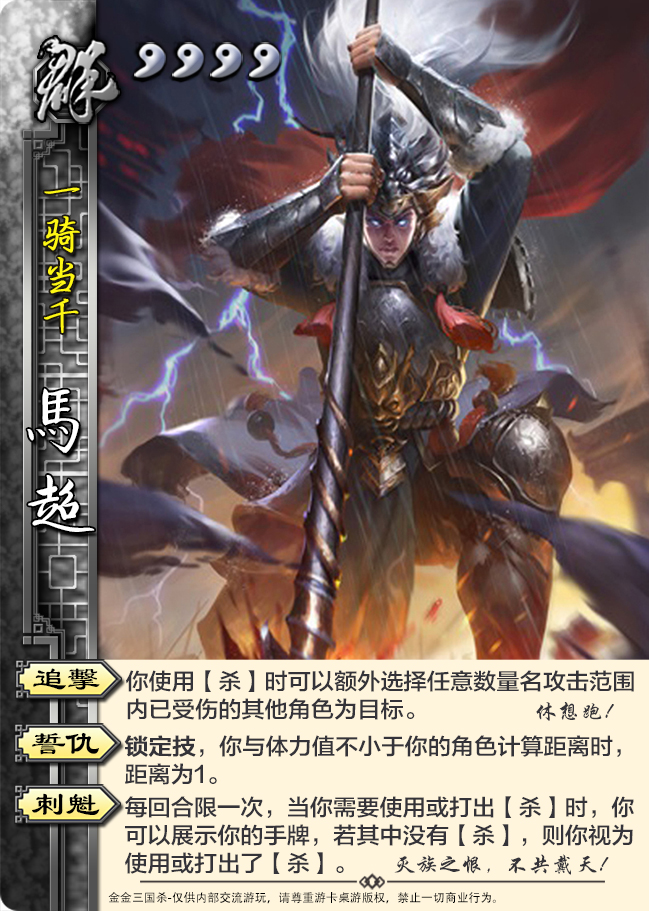 群
9999
一骑当千
馬超
追擊
你使用【杀】时可以额外选择任意数量名攻击范围
内已受伤的其他角色为目标。 休想跑！
誓仇
锁定技，你与体力值不小于你的角色计算距离时，
距离为1。
刺魁
每回合限一次，当你需要使用或打出【杀】时，你
可以展示你的手牌，若其中没有【杀】，则你视为
使用或打出了【杀】。 灭族之恨，不共戴天！
金金三国杀-仅供内部交流游玩，请尊重游卡桌游版权，禁止一切商业行为。